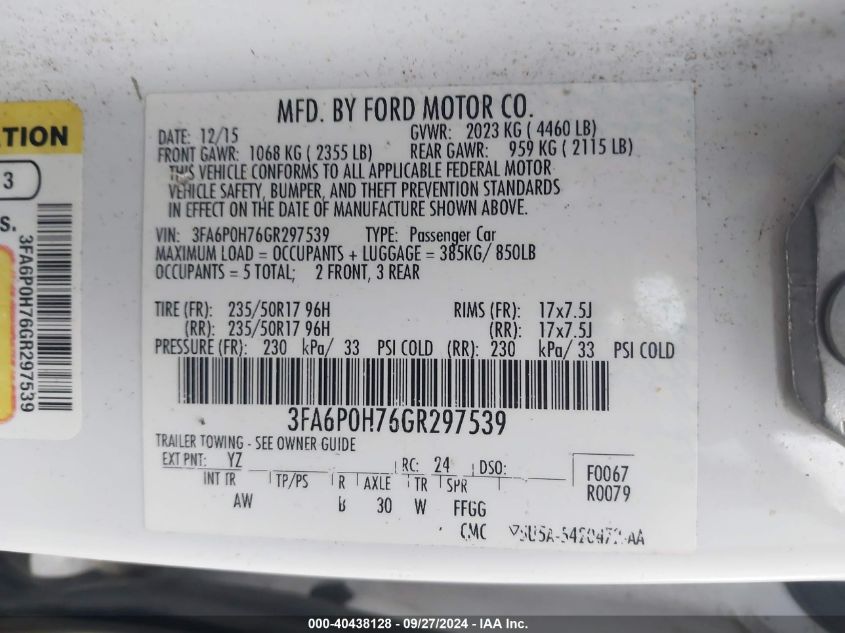 ATION
3
S.
3FA6P0H76GR297539
MFD. BY FORD MOTOR CO.
DATE: 12/15 GVWR: 2023 KG ( 4460 LB)
FRONT GAWR: 1068 KG ( 2355 LB) REAR GAWR: 959 KG ( 2115 LB)
THIS VEHICLE CONFORMS TO ALL APPLICABLE FEDERAL MOTOR
VEHICLE SAFETY, BUMPER, AND THEFT PREVENTION STANDARDS
IN EFFECT ON THE DATE OF MANUFACTURE SHOWN ABOVE.
VIN: 3FA6P0H76GR297539 TYPE: Passenger Car
MAXIMUM LOAD = OCCUPANTS + LUGGAGE = 385KG/ 850LB
OCCUPANTS = 5 TOTAL; 2 FRONT, 3 REAR
TIRE (FR): 235/50R17 96H RIMS (FR): 17x7.5J
(RR): 235/50R17 96H (RR): 17x7.5J
PRESSURE (FR): 230 kPa/ 33 PSI COLD (RR): 230 kPa/ 33 PSI COLD
3FA6P0H76GR297539
TRAILER TOWING - SEE OWNER GUIDE
EXT PNT: YZ RC: 24 DSO: F0067
INT TR TP/PS R AXLE TR SPR R0079
AW B 30 W FFGG
CMC
000-40438128 - 09/27/2024 - IAA Inc.